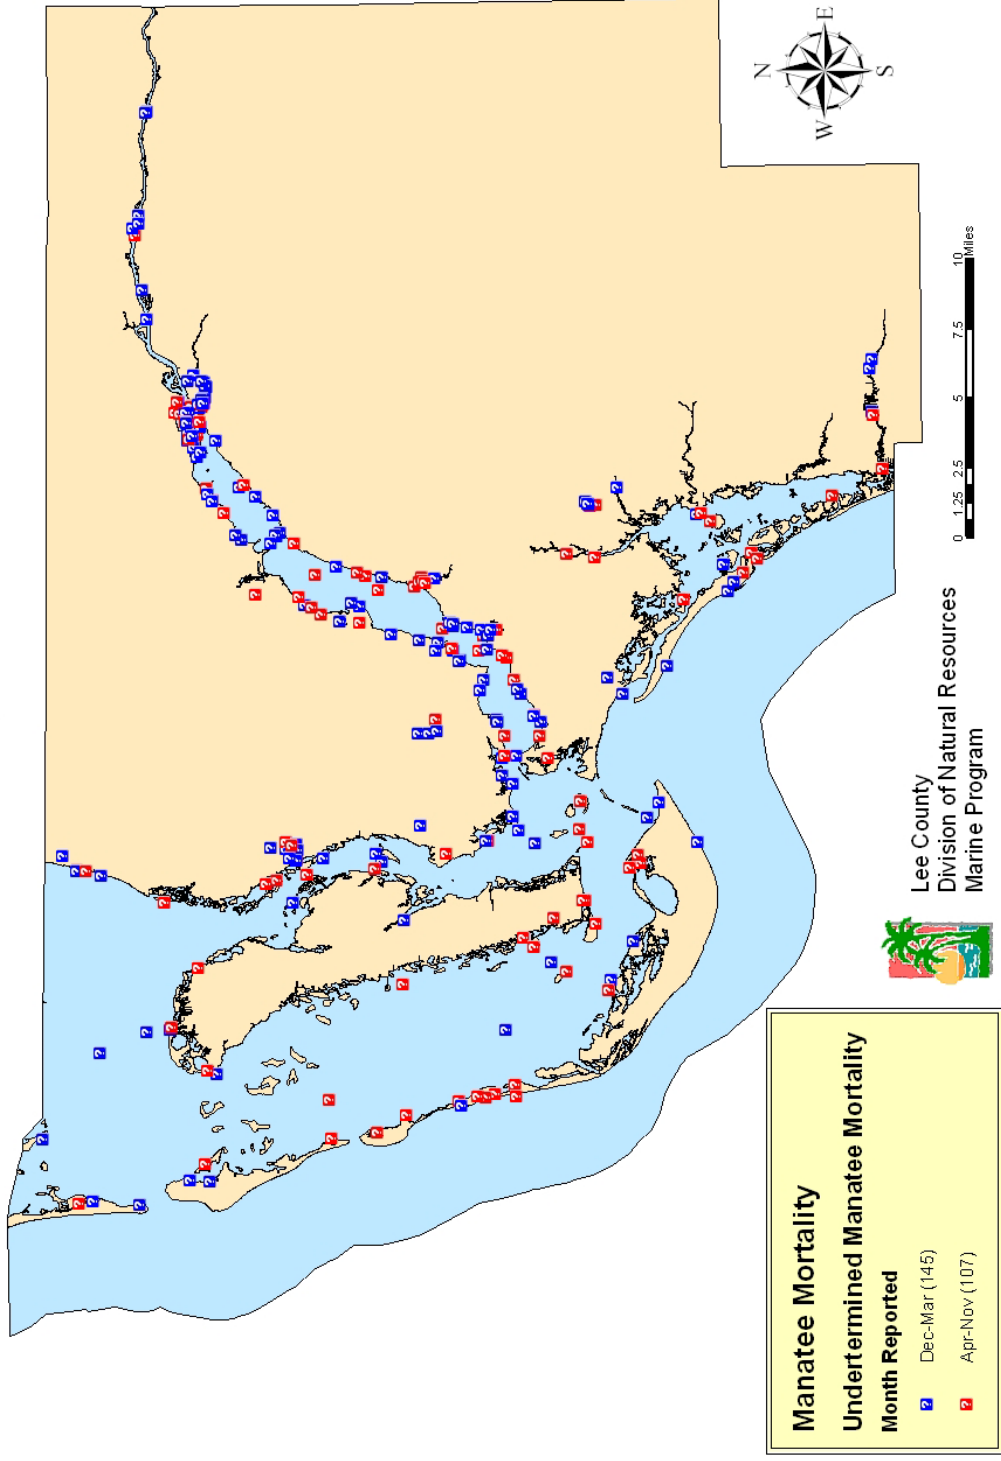 N
E
W
S
0 1.25 2.5 5 7.5 10
Miles
Lee County
Division of Natural Resources
Marine Program
Manatee Mortality
Undertermined Manatee Mortality
Month Reported
Dec-Mar (145)
Apr-Nov (107)